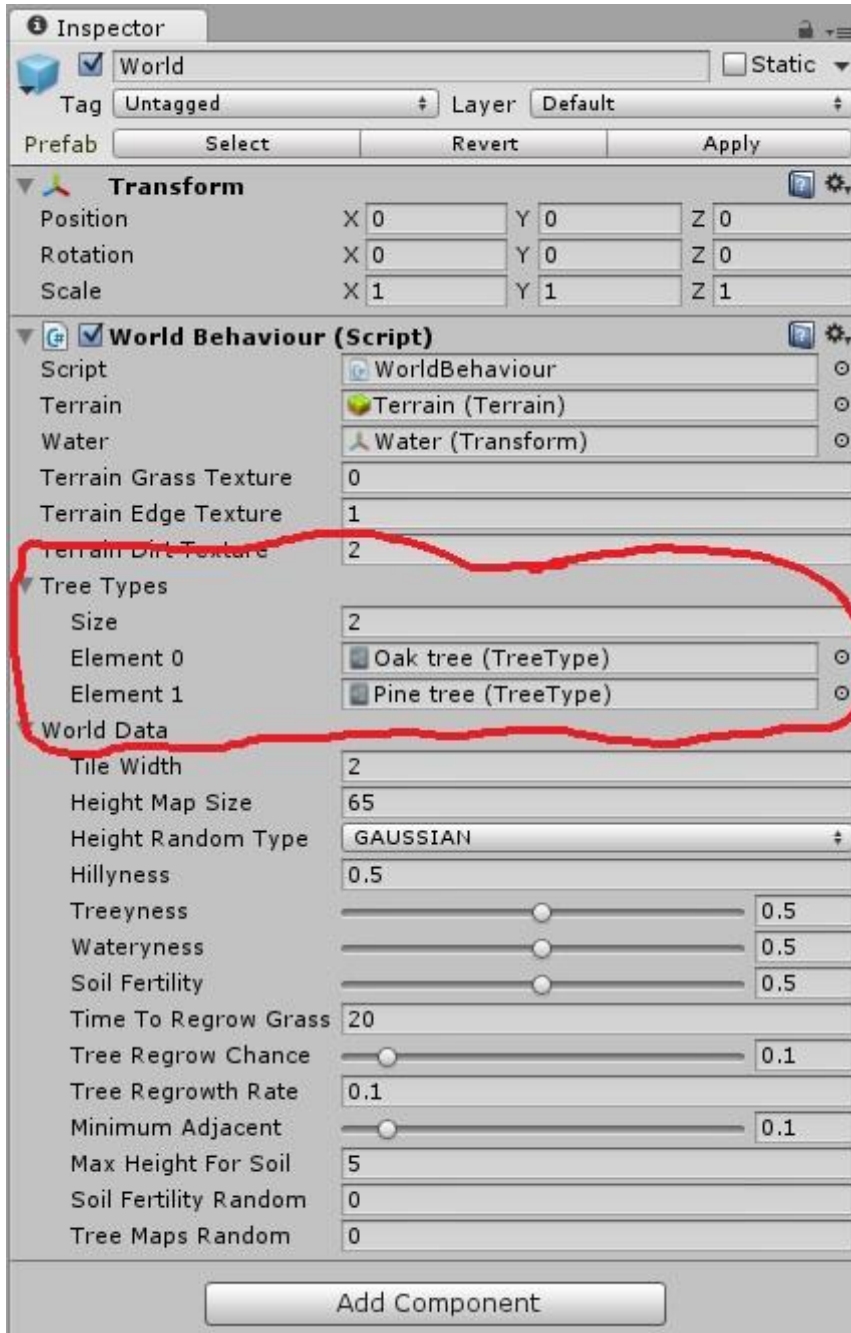 Inspector
World Static
Tag Untagged Layer Default
Prefab Select Revert Apply
Transform
Position X 0 Y 0 Z 0
Rotation X 0 Y 0 Z 0
Scale X 1 Y 1 Z 1
World Behaviour (Script)
Script WorldBehaviour
Terrain Terrain (Terrain)
Water Water (Transform)
Terrain Grass Texture 0
Terrain Edge Texture 1
Terrain Dirt Texture 2
Tree Types
Size 2
Element 0 Oak tree (TreeType)
Element 1 Pine tree (TreeType)
World Data
Tile Width 2
Height Map Size 65
Height Random Type GAUSSIAN
Hillyness 0.5
Treeyness 0.5
Wateryness 0.5
Soil Fertility 0.5
Time To Regrow Grass 20
Tree Regrow Chance 0.1
Tree Regrowth Rate 0.1
Minimum Adjacent 0.1
Max Height For Soil 5
Soil Fertility Random 0
Tree Maps Random 0
Add Component